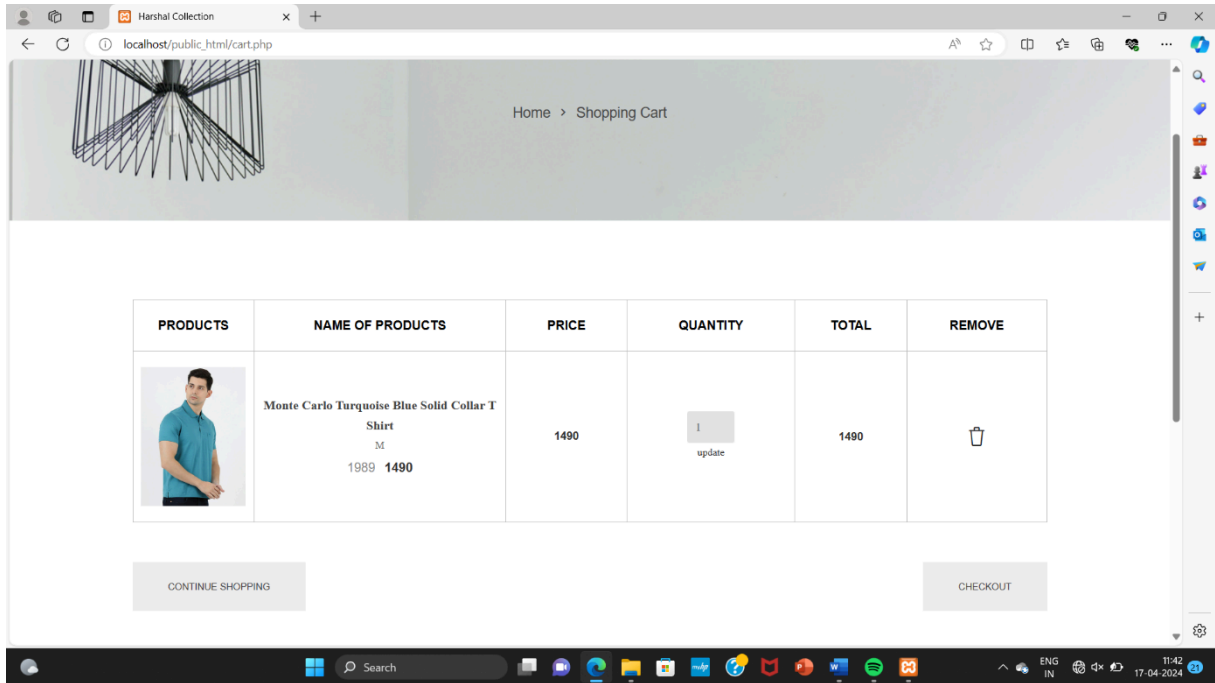 Harshal Collection
localhost/public_html/cart.php
Home > Shopping Cart
PRODUCTS NAME OF PRODUCTS PRICE QUANTITY TOTAL REMOVE
Monte Carlo Turquoise Blue Solid Collar T
Shirt
M
1989 1490
1490
1
update
1490
CONTINUE SHOPPING
CHECKOUT
Search
ENG
IN
11:42
17-04-2024
21